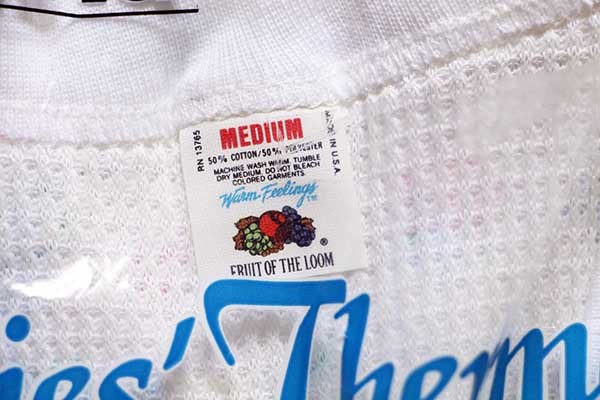 MEDIUM
50% COTTON/50% POLYESTER
MACHINE WASH WARM. TUMBLE
DRY MEDIUM. DO NOT BLEACH
COLORED GARMENTS
Warm Feelings™
®
FRUIT OF THE LOOM
RN 13765
MADE IN U.S.A.
ies' Therm